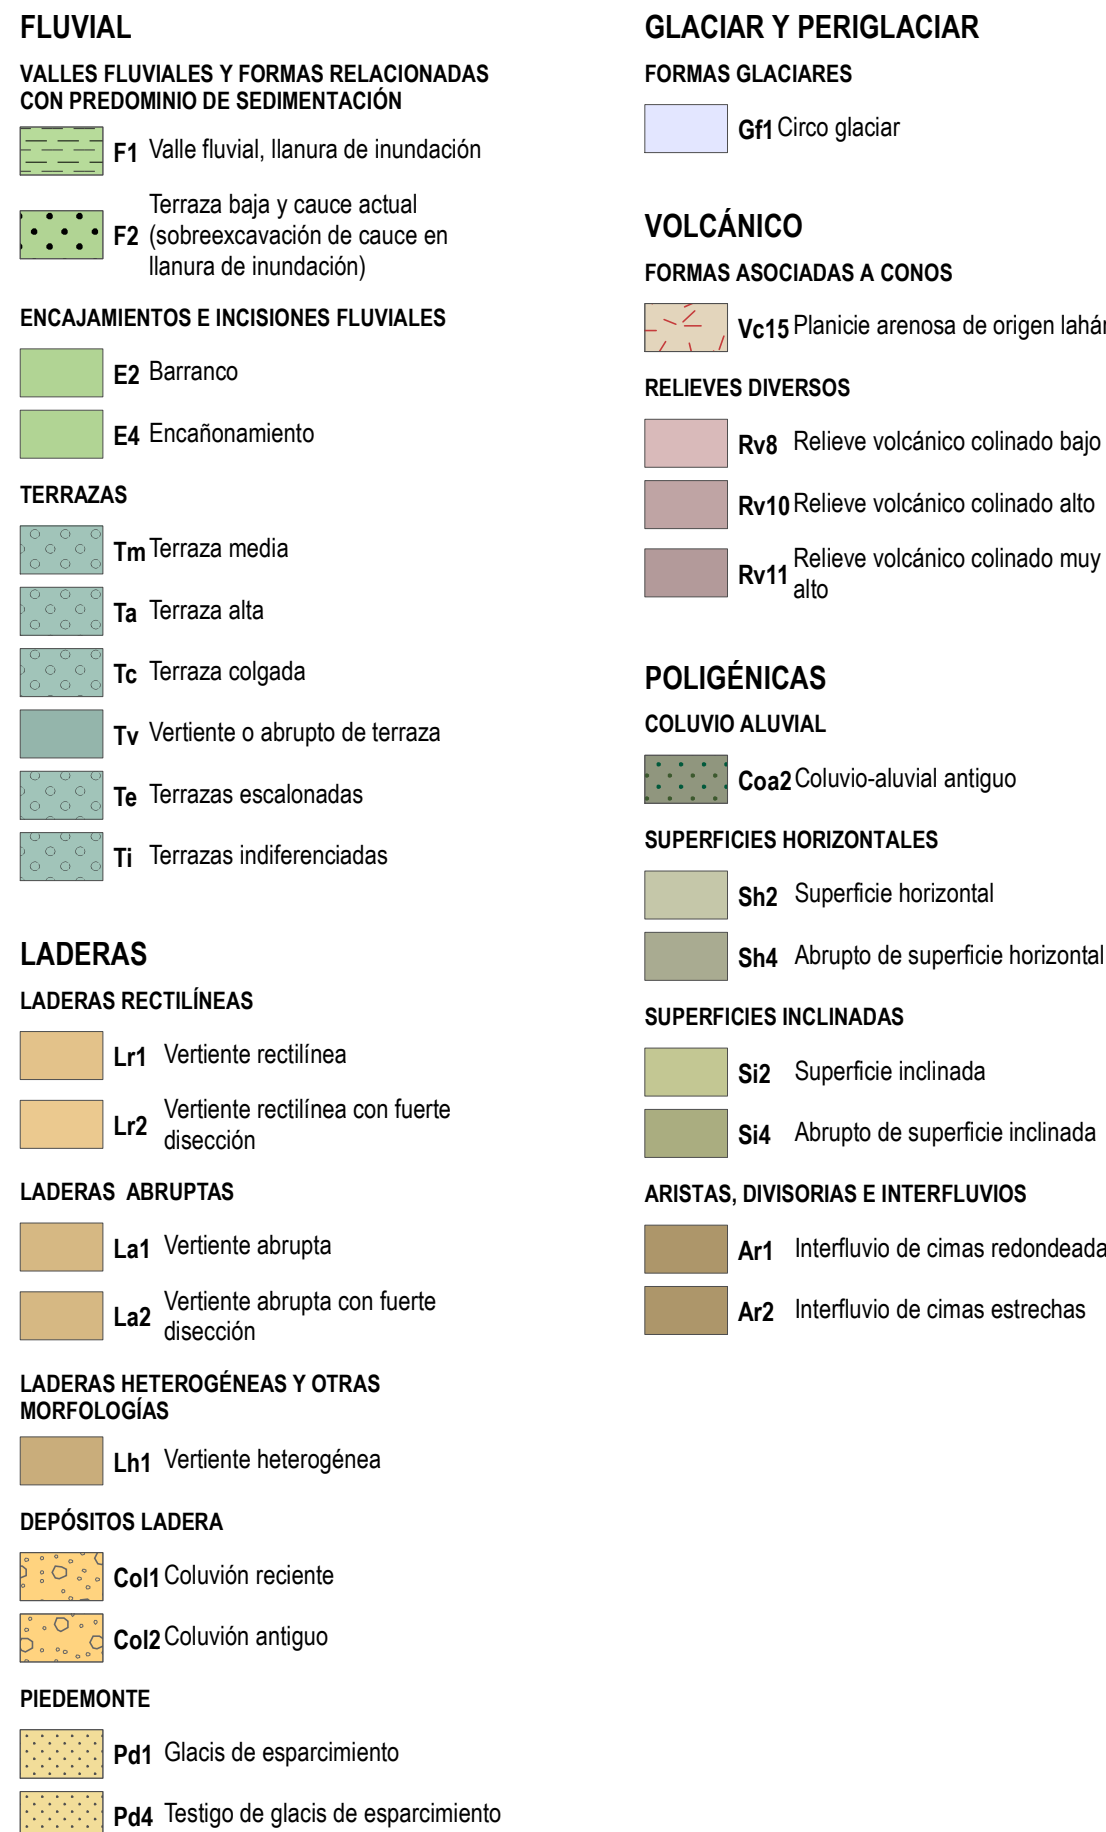 FLUVIAL
VALLES FLUVIALES Y FORMAS RELACIONADAS
CON PREDOMINIO DE SEDIMENTACIÓN
F1 Valle fluvial, llanura de inundación
F2 Terraza baja y cauce actual
(sobreexcavación de cauce en
llanura de inundación)
ENCAJAMIENTOS E INCISIONES FLUVIALES
E2 Barranco
E4 Encañonamiento
TERRAZAS
Tm Terraza media
Ta Terraza alta
Tc Terraza colgada
Tv Vertiente o abrupto de terraza
Te Terrazas escalonadas
Ti Terrazas indiferenciadas
LADERAS
LADERAS RECTILÍNEAS
Lr1 Vertiente rectilínea
Lr2 Vertiente rectilínea con fuerte
disección
LADERAS ABRUPTAS
La1 Vertiente abrupta
La2 Vertiente abrupta con fuerte
disección
LADERAS HETEROGÉNEAS Y OTRAS
MORFOLOGÍAS
Lh1 Vertiente heterogénea
DEPÓSITOS LADERA
Col1 Coluvión reciente
Col2 Coluvión antiguo
PIEDEMONTE
Pd1 Glacis de esparcimiento
Pd4 Testigo de glacis de esparcimiento
GLACIAR Y PERIGLACIAR
FORMAS GLACIARES
Gf1 Circo glaciar
VOLCÁNICO
FORMAS ASOCIADAS A CONOS
Vc15 Planicie arenosa de origen lahár
RELIEVES DIVERSOS
Rv8 Relieve volcánico colinado bajo
Rv10 Relieve volcánico colinado alto
Rv11 Relieve volcánico colinado muy
alto
POLIGÉNICAS
COLUVIO ALUVIAL
Coa2 Coluvio-aluvial antiguo
SUPERFICIES HORIZONTALES
Sh2 Superficie horizontal
Sh4 Abrupto de superficie horizontal
SUPERFICIES INCLINADAS
Si2 Superficie inclinada
Si4 Abrupto de superficie inclinada
ARISTAS, DIVISORIAS E INTERFLUVIOS
Ar1 Interfluvio de cimas redondeada
Ar2 Interfluvio de cimas estrechas